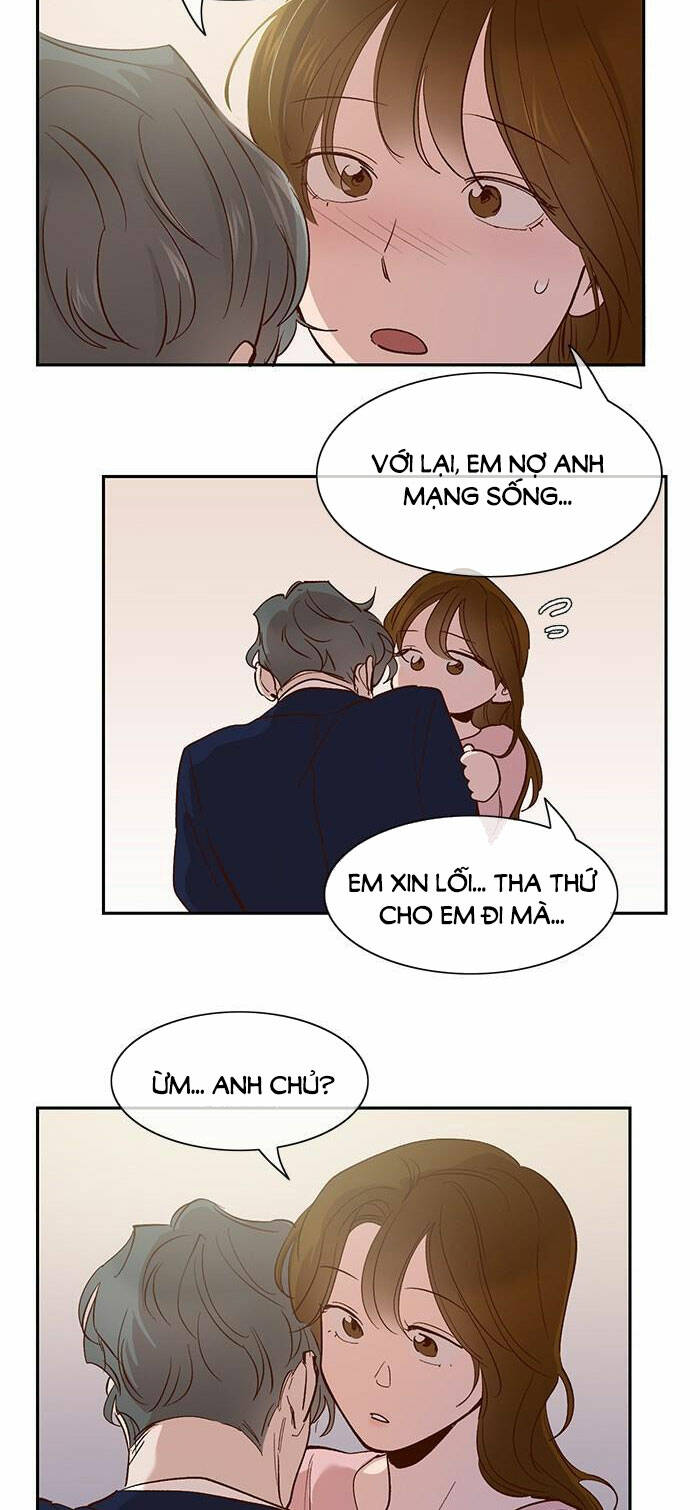 VỚI LẠI, EM NỢ ANH
MẠNG SỐNG...
EM XIN LỖI... THA THỨ
CHO EM ĐI MÀ...
ỪM... ANH CHỦ?